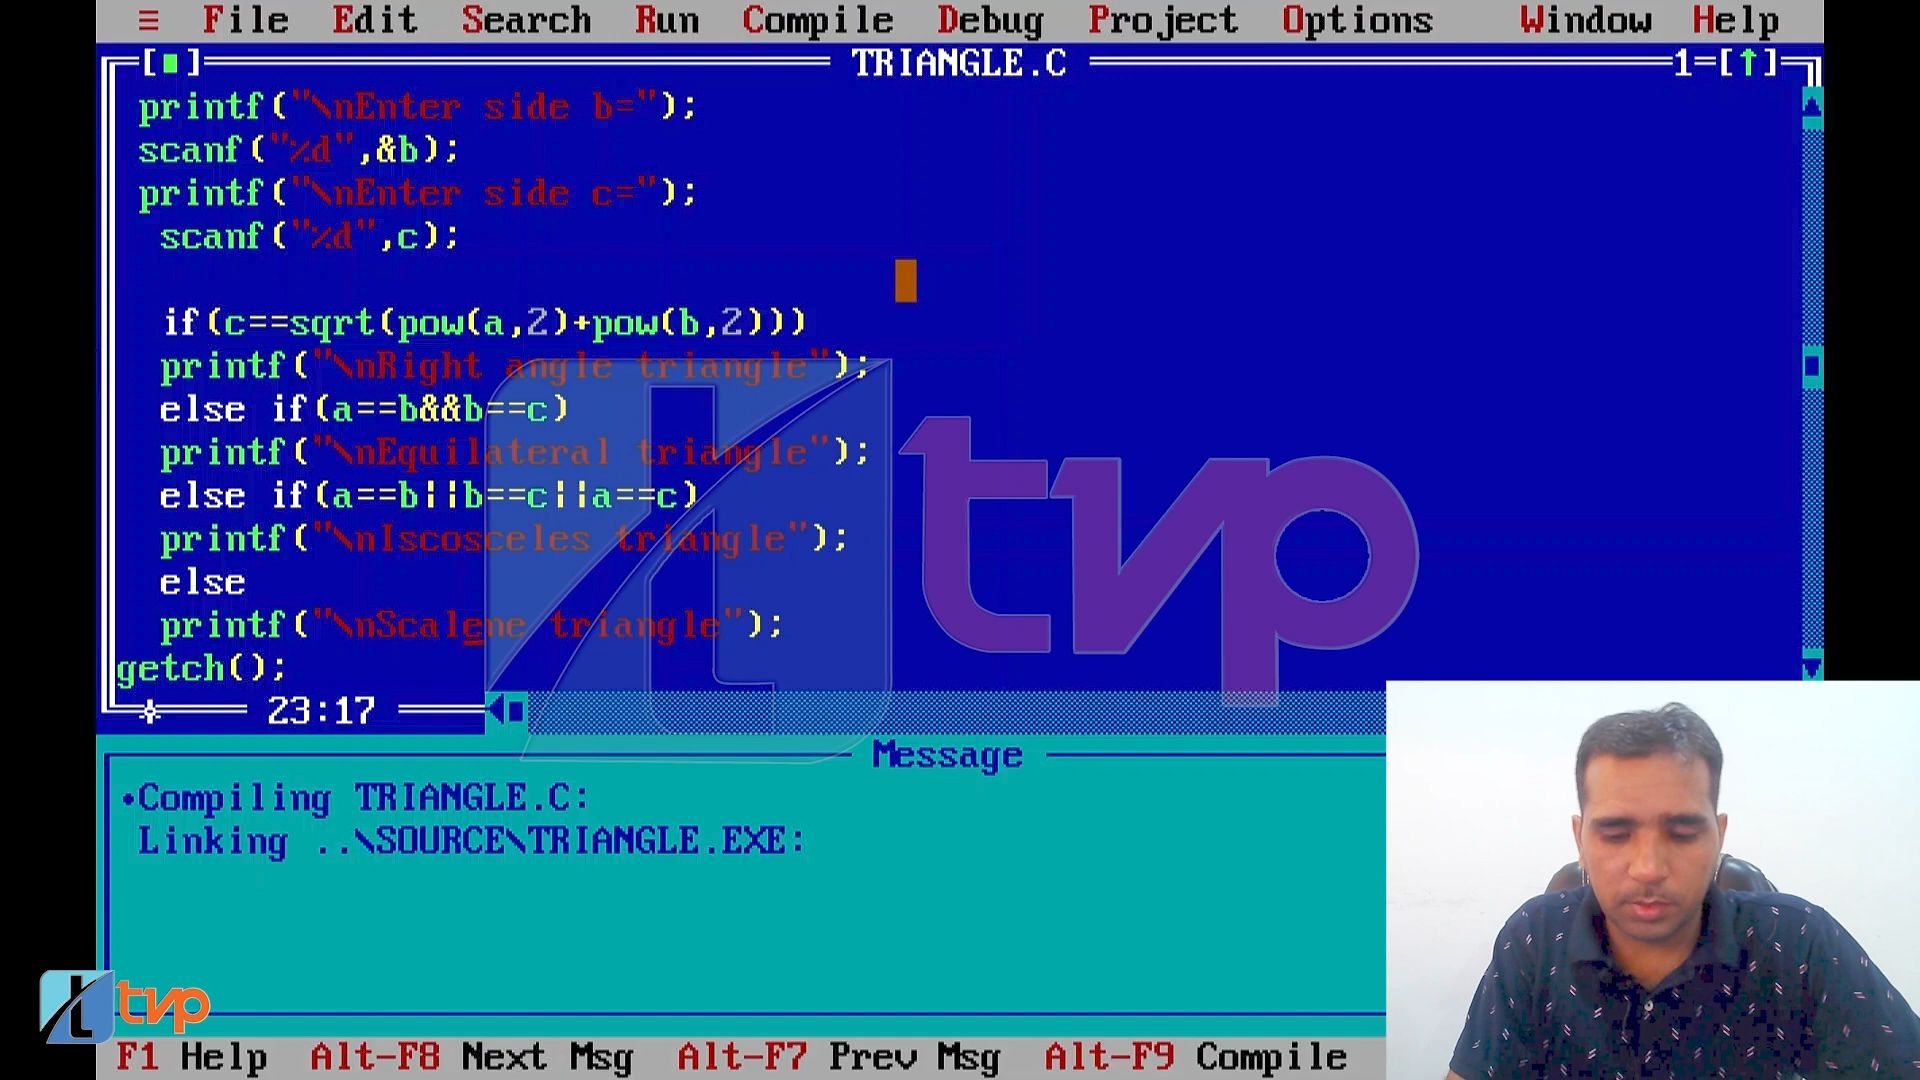 ≡ File Edit Search Run Compile Debug Project Options Window Help
[■] TRIANGLE.C 1=[↑]
printf("\nEnter side b=");
scanf("%d",&b);
printf("\nEnter side c=");
scanf("%d",c);
if(c==sqrt(pow(a,2)+pow(b,2)))
printf("\nRight angle triangle");
else if(a==b&&b==c)
printf("\nEquilateral triangle");
else if(a==b||b==c||a==c)
printf("\nIscosceles triangle");
else
printf("\nScalene triangle");
getch();
23:17
tvp
Message
•Compiling TRIANGLE.C:
Linking ..\SOURCE\TRIANGLE.EXE:
tvp
F1 Help Alt-F8 Next Msg Alt-F7 Prev Msg Alt-F9 Compile